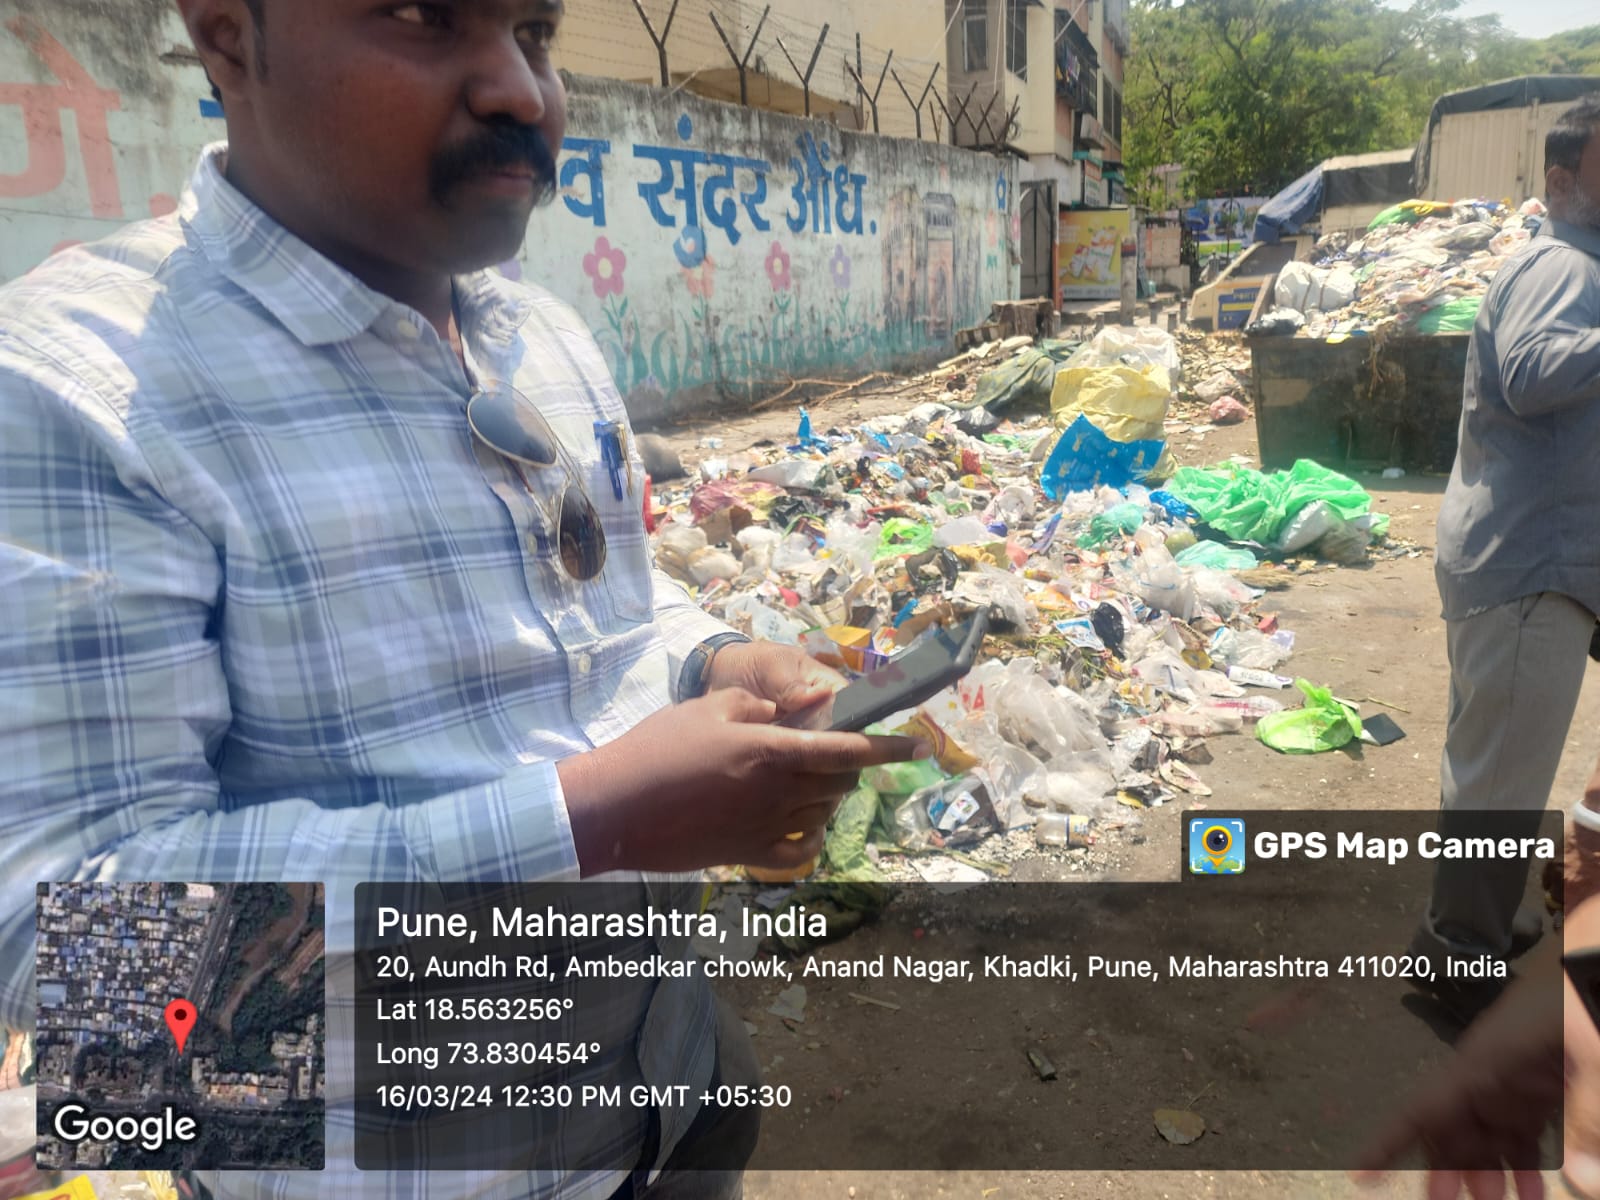 व सुंदर औंध.
GPS Map Camera
Pune, Maharashtra, India
20, Aundh Rd, Ambedkar chowk, Anand Nagar, Khadki, Pune, Maharashtra 411020, India
Lat 18.563256°
Long 73.830454°
16/03/24 12:30 PM GMT +05:30
Google